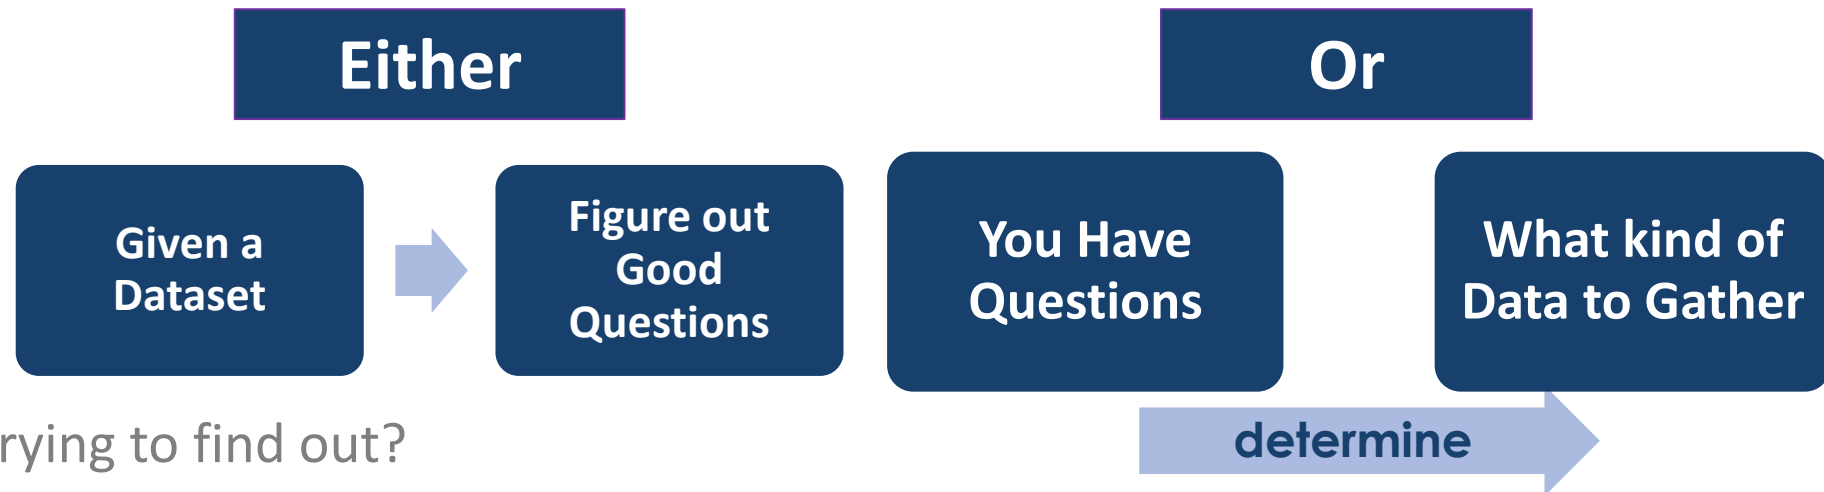 Either
Or
Given a
Dataset
Figure out
Good
Questions
You Have
Questions
What kind of
Data to Gather
determine
rying to find out?